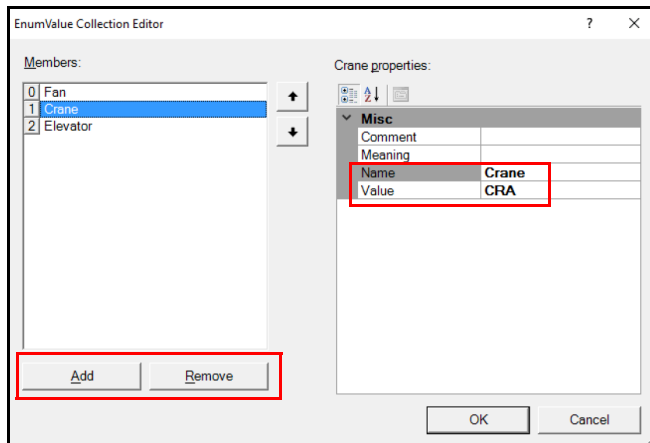 EnumValue Collection Editor
? ×
Members:
0 Fan
1 Crane
2 Elevator
Add Remove
Crane properties:
Misc
Comment
Meaning
Name Crane
Value CRA
OK Cancel